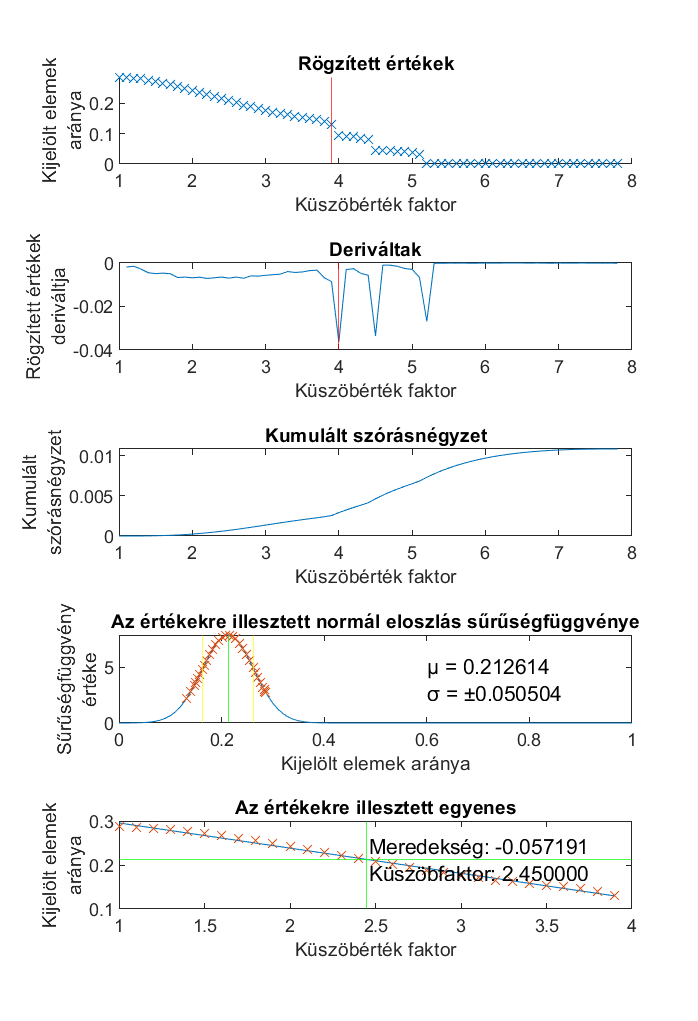 Rögzített értékek
Kijelölt elemek
aránya
0.2
0.1
0
1 2 3 4 5 6 7 8
Küszöbérték faktor
Deriváltak
Rögzített értékek
deriváltja
0
-0.02
-0.04
1 2 3 4 5 6 7 8
Küszöbérték faktor
Kumulált szórásnégyzet
Kumulált
szórásnégyzet
0.01
0.005
0
1 2 3 4 5 6 7 8
Küszöbérték faktor
Az értékekre illesztett normál eloszlás sűrűségfüggvénye
Sűrűségfüggvény
értéke
5
0
μ = 0.212614
σ = ±0.050504
0 0.2 0.4 0.6 0.8 1
Kijelölt elemek aránya
Az értékekre illesztett egyenes
Kijelölt elemek
aránya
0.3
0.2
0.1
Meredekség: -0.057191
Küszöbfaktor: 2.450000
1 1.5 2 2.5 3 3.5 4
Küszöbérték faktor